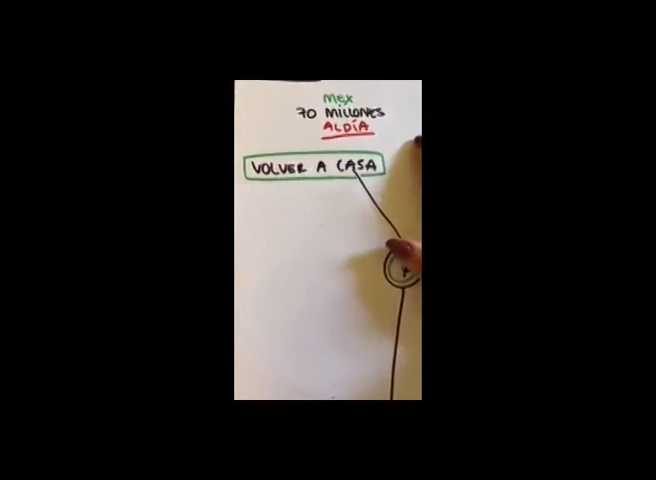 MEX
70 MILLONES
AL DÍA
VOLVER A CASA
+